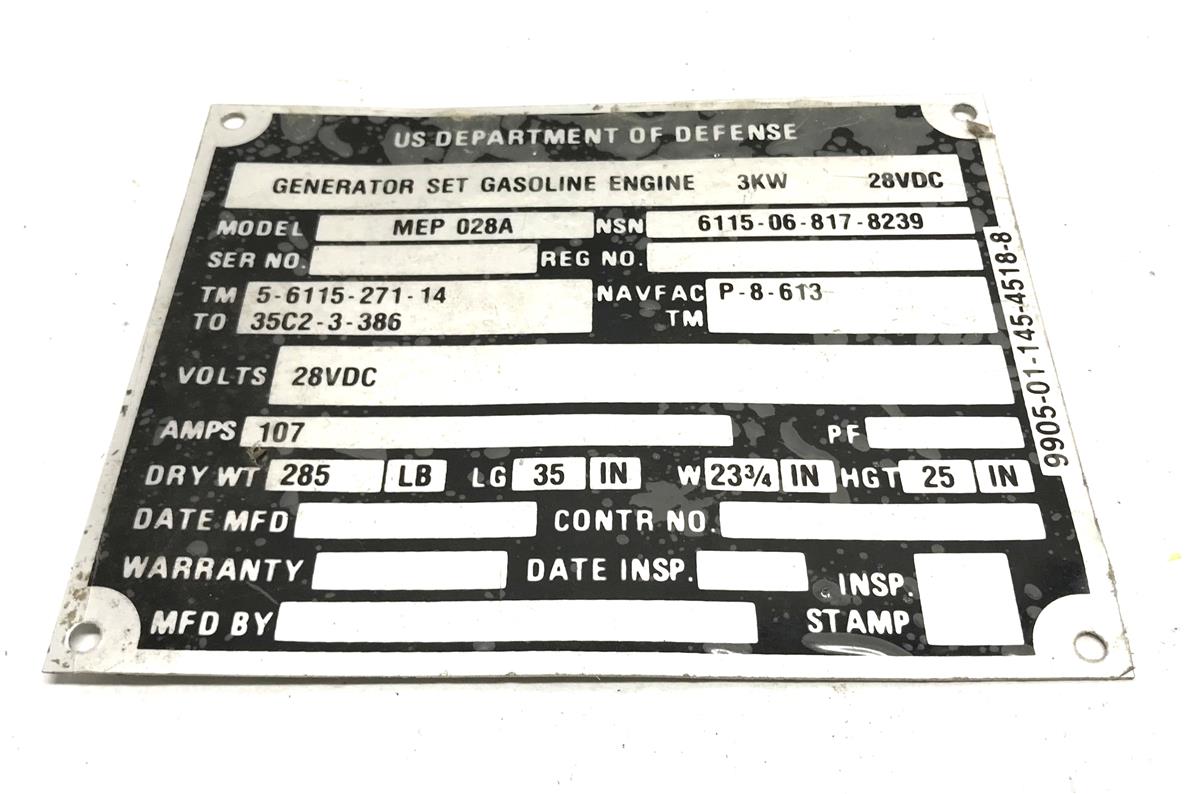 US DEPARTMENT OF DEFENSE
GENERATOR SET GASOLINE ENGINE 3KW 28VDC
MODEL MEP 028A NSN 6115-06-817-8239
SER NO. REG NO.
TM 5-6115-271-14 NAVFAC P-8-613
TO 35C2-3-386 TM
VOLTS 28VDC
AMPS 107 PF
DRY WT 285 LB LG 35 IN W 23¾ IN HGT 25 IN
DATE MFD CONTR NO.
WARRANTY DATE INSP. INSP.
MFD BY STAMP
9905-01-145-4518-8